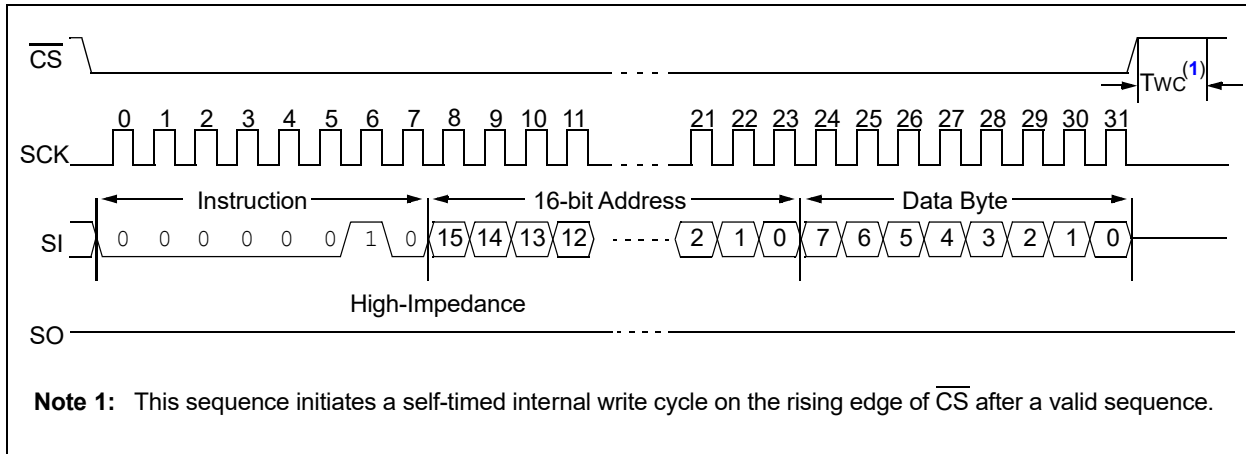 CS
TWC(1)
0 1 2 3 4 5 6 7 8 9 10 11 21 22 23 24 25 26 27 28 29 30 31
SCK
Instruction 16-bit Address Data Byte
SI 0 0 0 0 0 0 1 0 15 14 13 12 2 1 0 7 6 5 4 3 2 1 0
High-Impedance
SO
Note 1: This sequence initiates a self-timed internal write cycle on the rising edge of CS after a valid sequence.